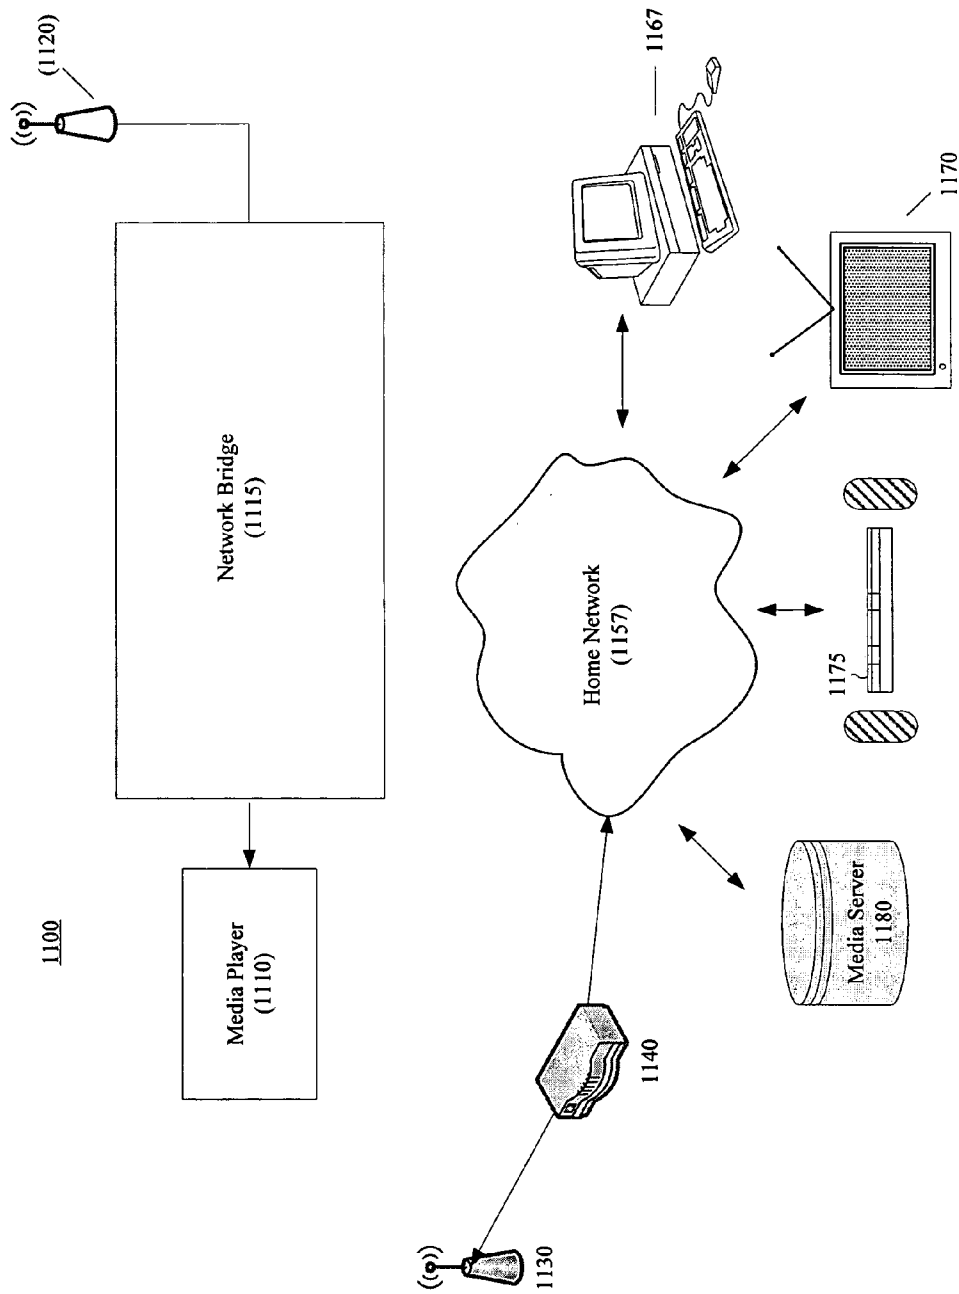 1100
Media Player
(1110)
Network Bridge
(1115)
(1120)
1130
1140
Home Network
(1157)
1167
1170
1175
Media Server
1180